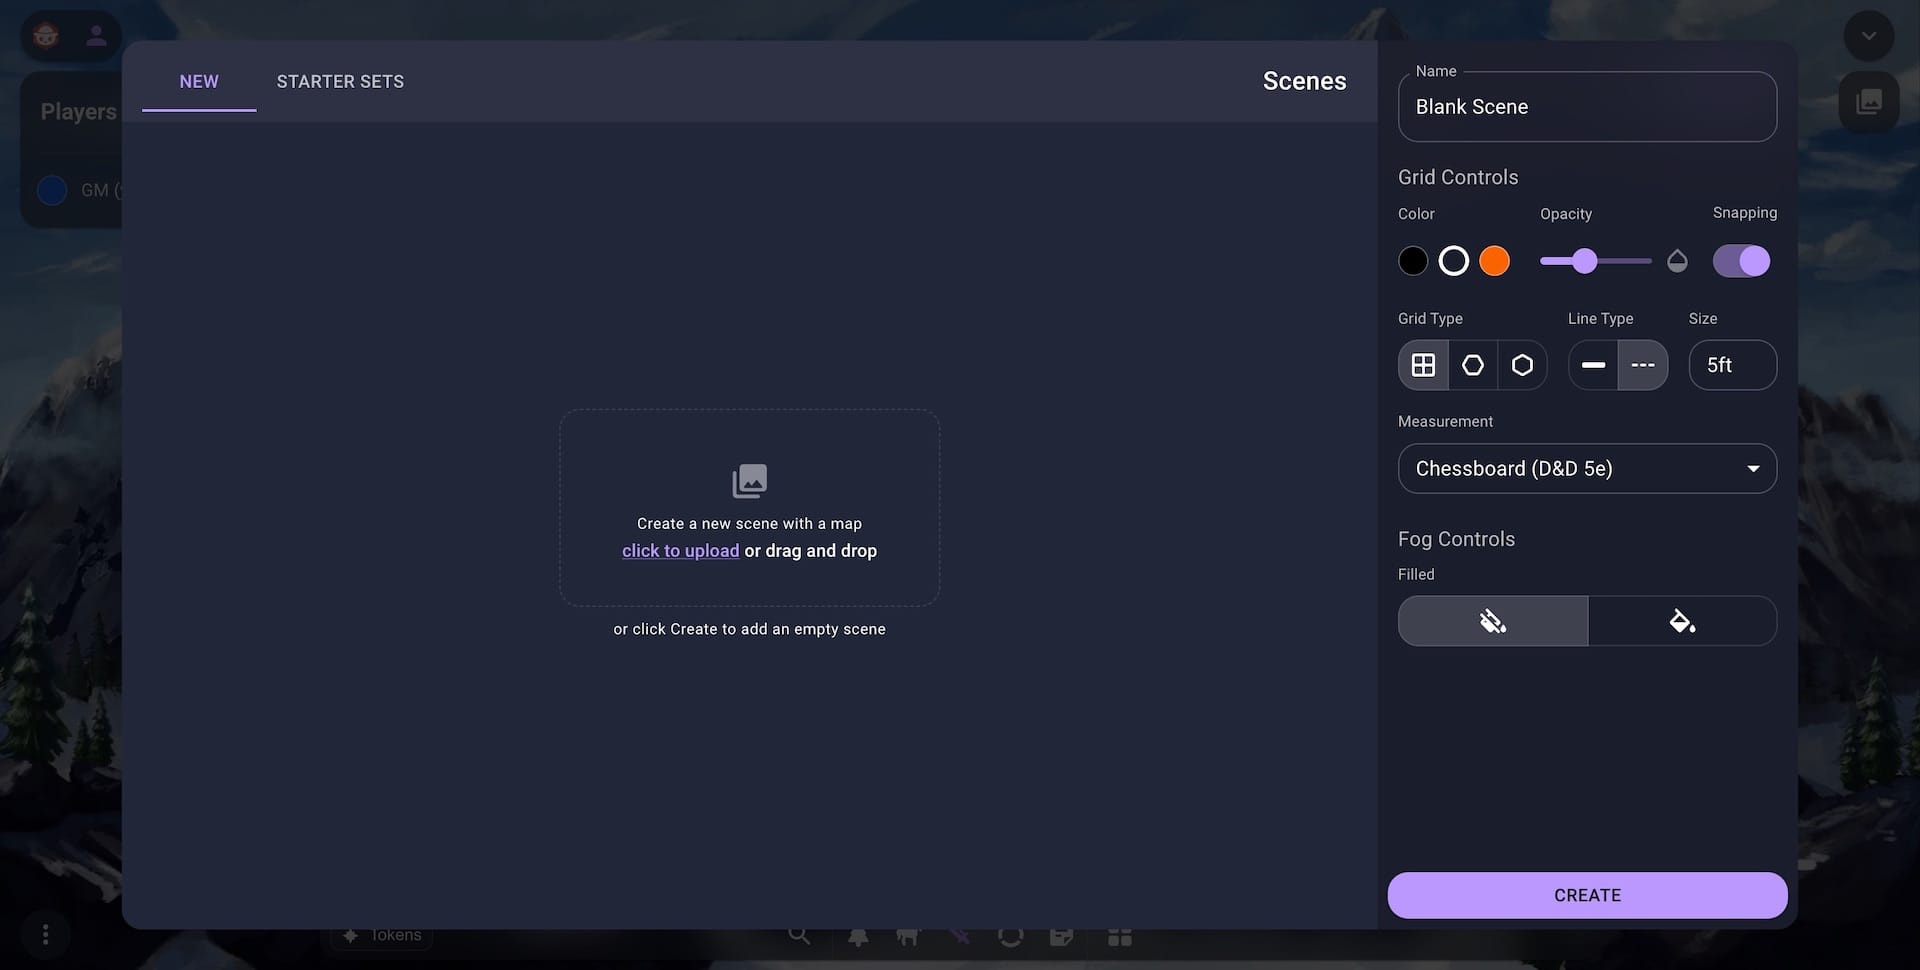 Players
GM (
NEW
STARTER SETS
Scenes
Create a new scene with a map
click to upload or drag and drop
or click Create to add an empty scene
Name
Blank Scene
Grid Controls
Color
Opacity
Snapping
Grid Type
Line Type
Size
5ft
Measurement
Chessboard (D&D 5e)
Fog Controls
Filled
CREATE
Tokens